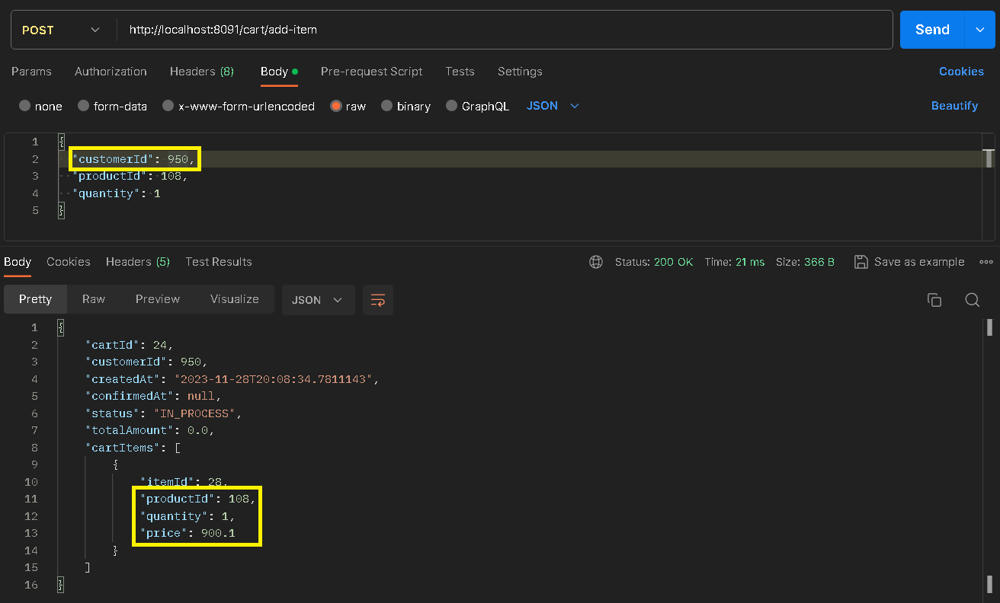 POST http://localhost:8091/cart/add-item Send
Params Authorization Headers (8) Body Pre-request Script Tests Settings Cookies
none form-data x-www-form-urlencoded raw binary GraphQL JSON Beautify
1 {
2 "customerId": 950,
3 "productId": 108,
4 "quantity": 1
5 }
Body Cookies Headers (5) Test Results Status: 200 OK Time: 21 ms Size: 366 B Save as example
Pretty Raw Preview Visualize JSON
1 {
2 "cartId": 24,
3 "customerId": 950,
4 "createdAt": "2023-11-28T20:08:34.7811143",
5 "confirmedAt": null,
6 "status": "IN_PROCESS",
7 "totalAmount": 0.0,
8 "cartItems": [
9 {
10 "itemId": 28,
11 "productId": 108,
12 "quantity": 1,
13 "price": 900.1
14 }
15 ]
16 }